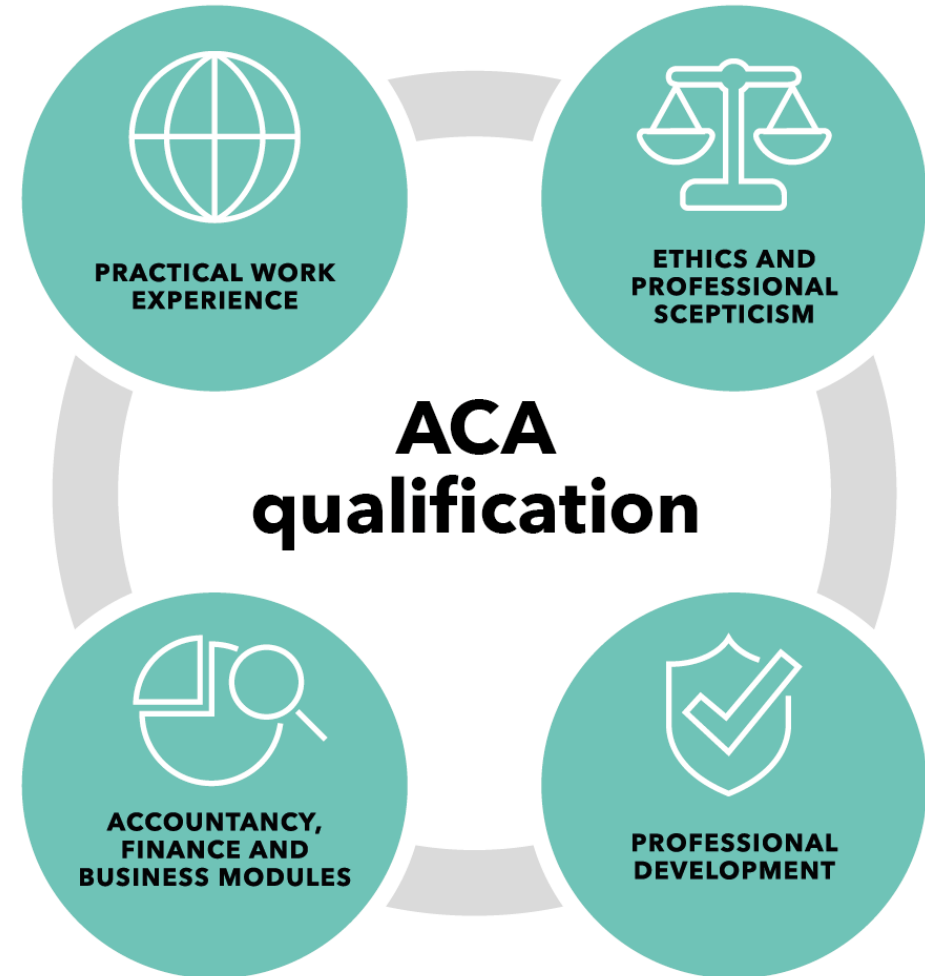 PRACTICAL WORK
EXPERIENCE
ETHICS AND
PROFESSIONAL
SCEPTICISM
ACA
qualification
ACCOUNTANCY,
FINANCE AND
BUSINESS MODULES
PROFESSIONAL
DEVELOPMENT